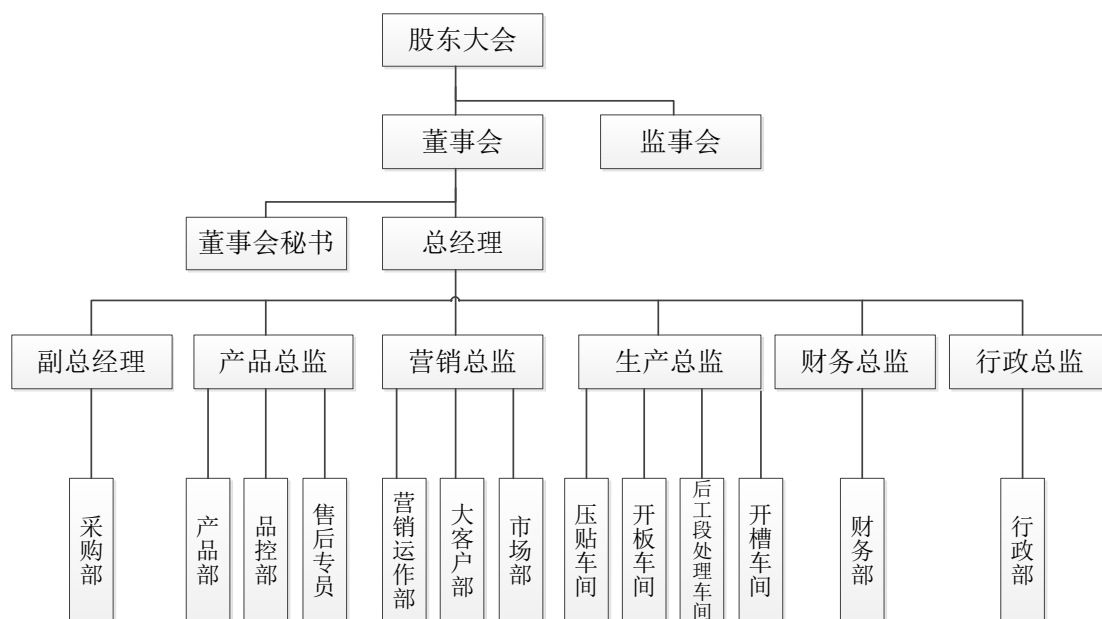 股东大会
董事会
监事会
董事会秘书
总经理
副总经理
产品总监
营销总监
生产总监
财务总监
行政总监
采购部
产品部
品控部
售后专员
营销运作部
大客户部
市场部
压贴车间
开板车间
后工段处理车间
开槽车间
财务部
行政部